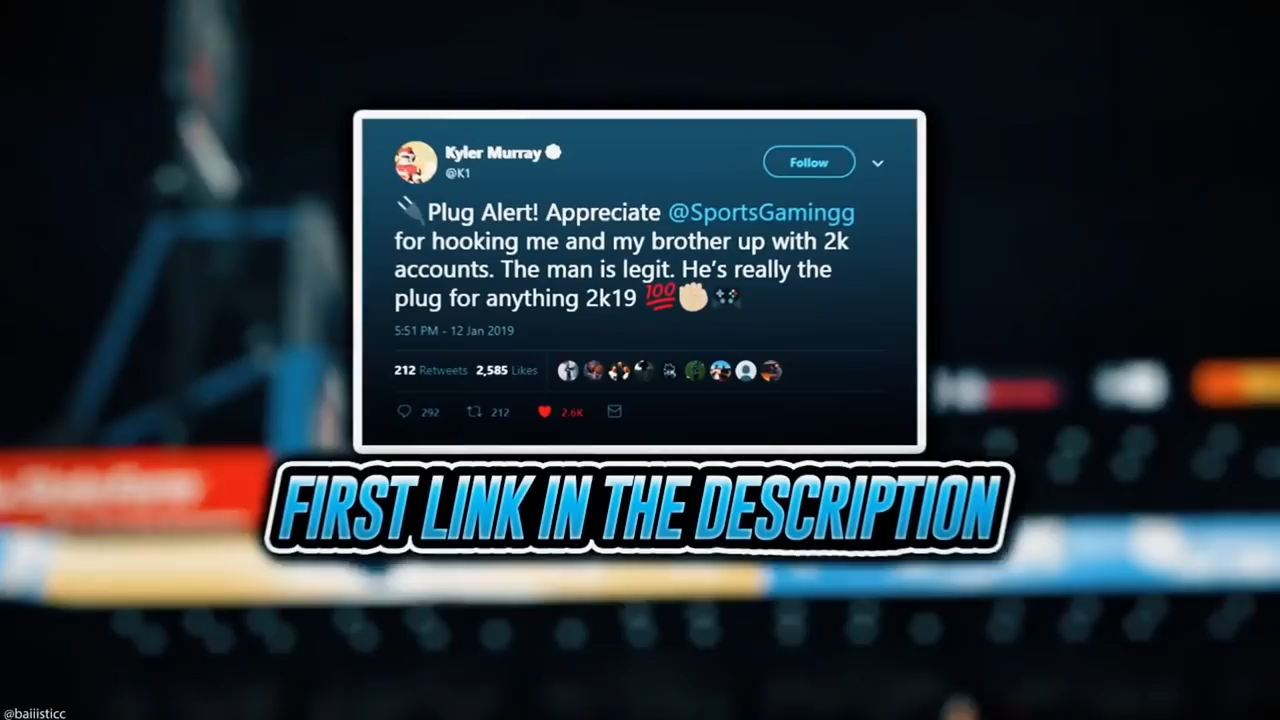 Kyler Murray
@K1
Follow
🔌Plug Alert! Appreciate @SportsGamingg
for hooking me and my brother up with 2k
accounts. The man is legit. He’s really the
plug for anything 2k19 💯✊🏼🎮
5:51 PM - 12 Jan 2019
212 Retweets 2,585 Likes
292 212 2.6K
FIRST LINK IN THE DESCRIPTION
@baiiisticc